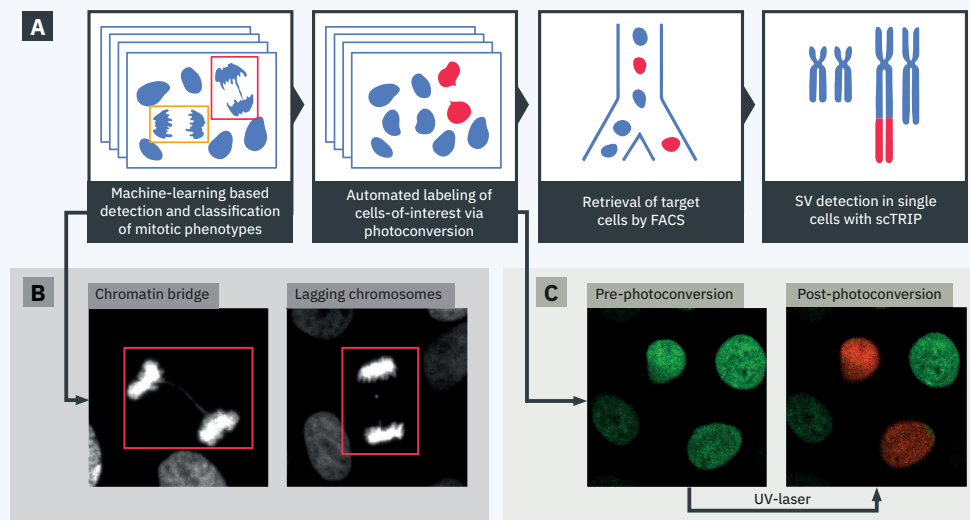 A
Machine-learning based
detection and classification
of mitotic phenotypes
Automated labeling of
cells-of-interest via
photoconversion
Retrieval of target
cells by FACS
SV detection in single
cells with scTRIP
B
Chromatin bridge
Lagging chromosomes
C
Pre-photoconversion
Post-photoconversion
UV-laser